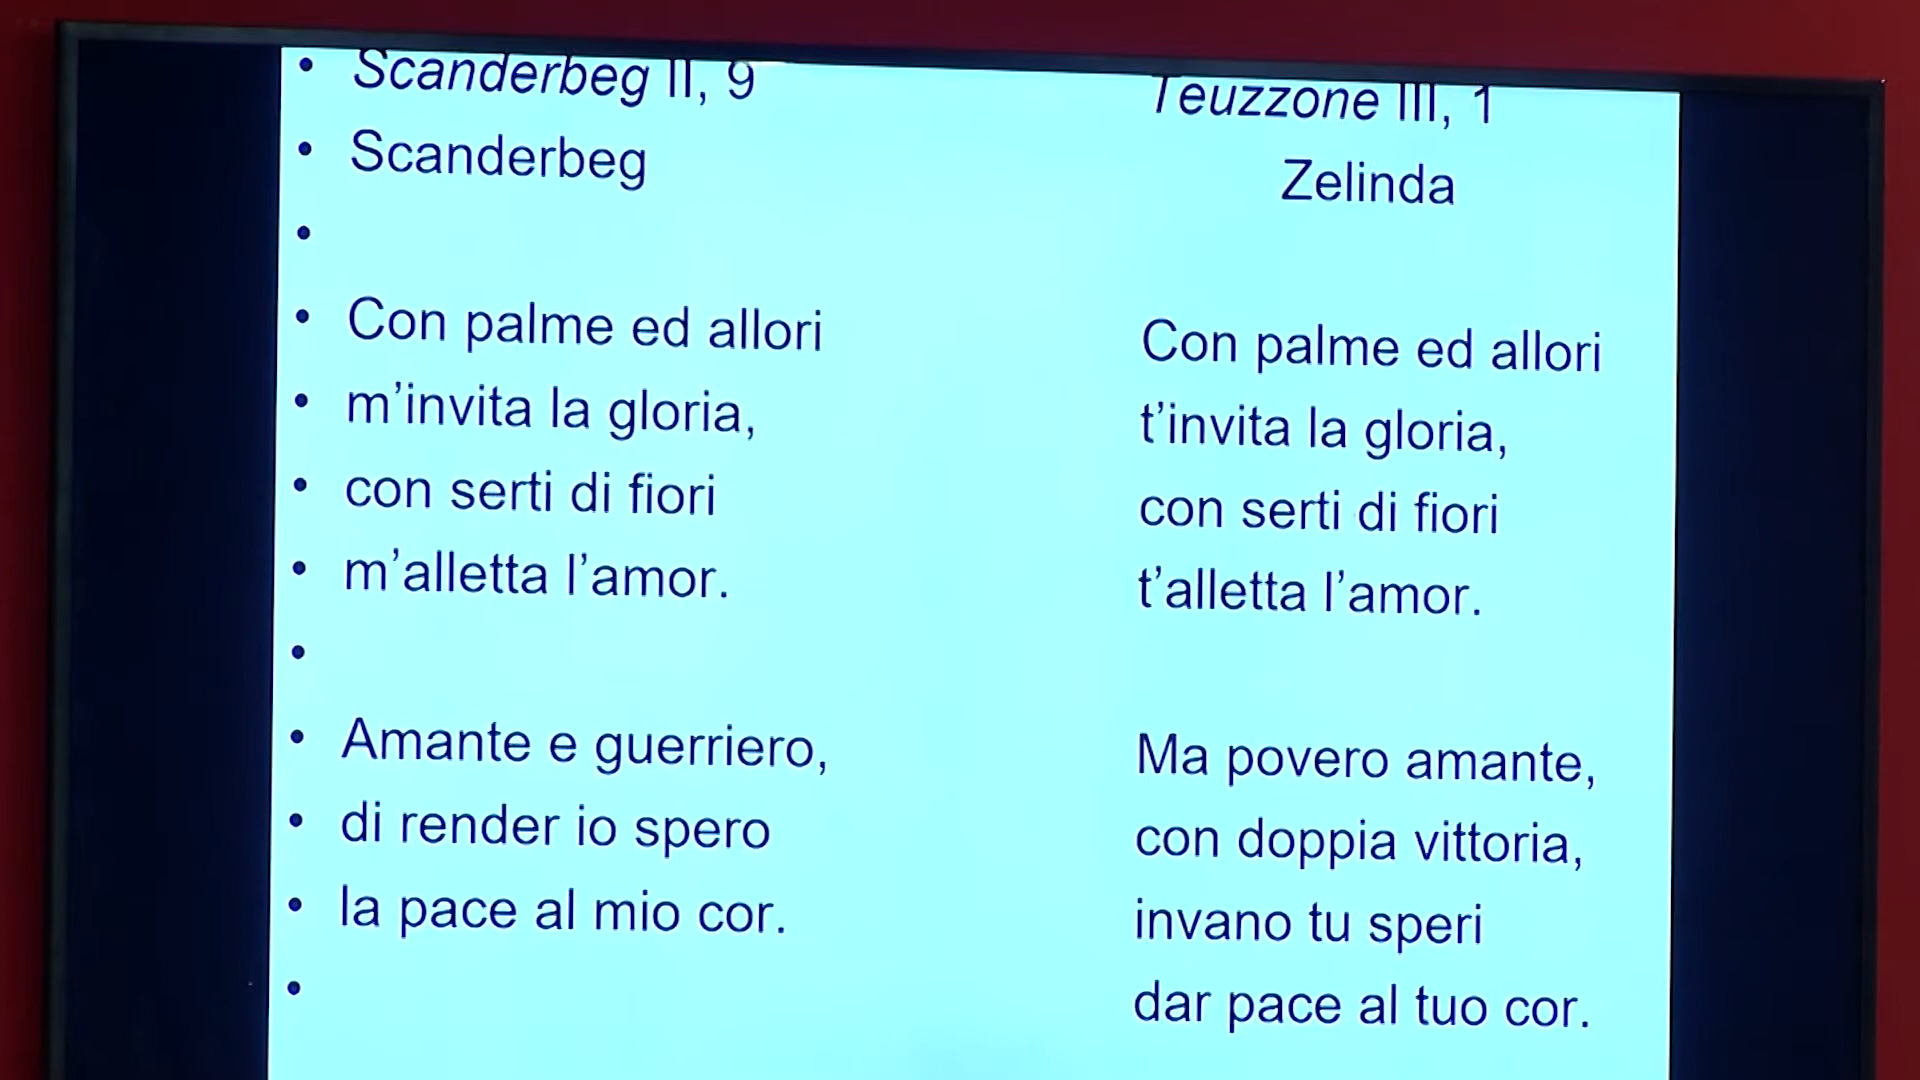 Scanderbeg II, 9
Scanderbeg
Con palme ed allori
m’invita la gloria,
con serti di fiori
m’alletta l’amor.
Amante e guerriero,
di render io spero
la pace al mio cor.
Teuzzone III, 1
Zelinda
Con palme ed allori
t’invita la gloria,
con serti di fiori
t’alletta l’amor.
Ma povero amante,
con doppia vittoria,
invano tu speri
dar pace al tuo cor.